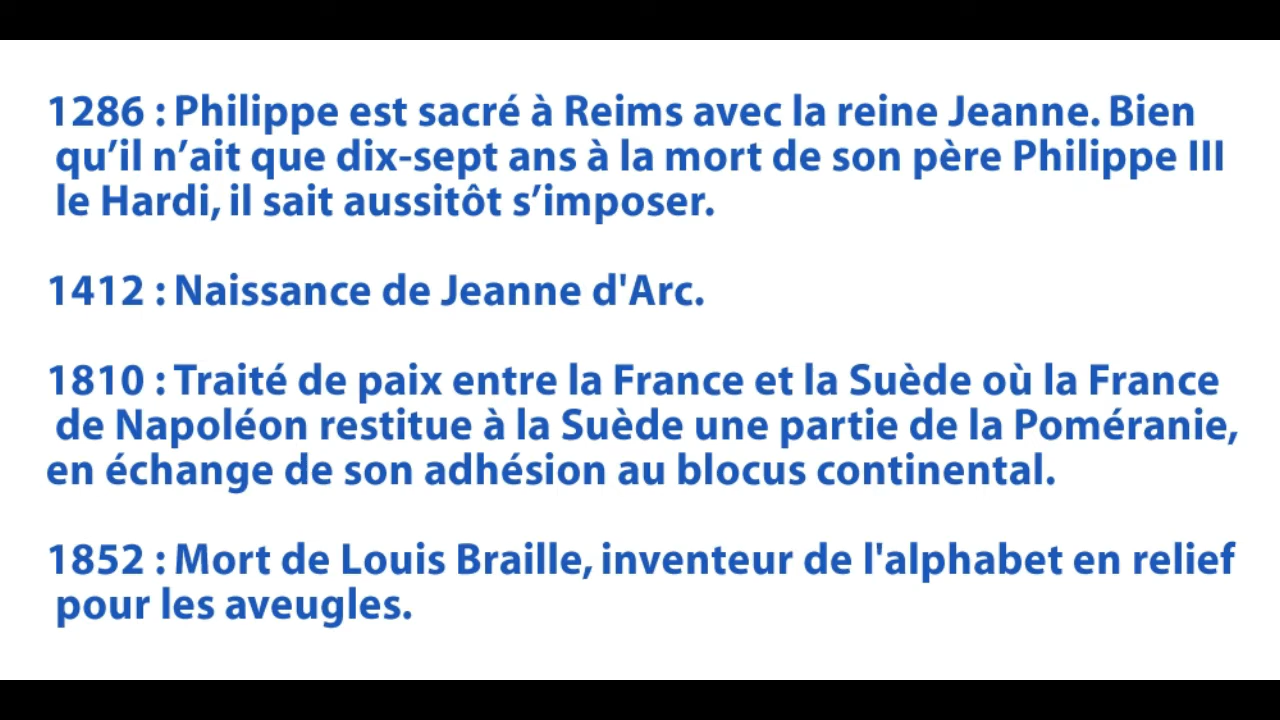 1286 : Philippe est sacré à Reims avec la reine Jeanne. Bien
qu’il n’ait que dix-sept ans à la mort de son père Philippe III
le Hardi, il sait aussitôt s’imposer.
1412 : Naissance de Jeanne d'Arc.
1810 : Traité de paix entre la France et la Suède où la France
de Napoléon restitue à la Suède une partie de la Poméranie,
en échange de son adhésion au blocus continental.
1852 : Mort de Louis Braille, inventeur de l'alphabet en relief
pour les aveugles.